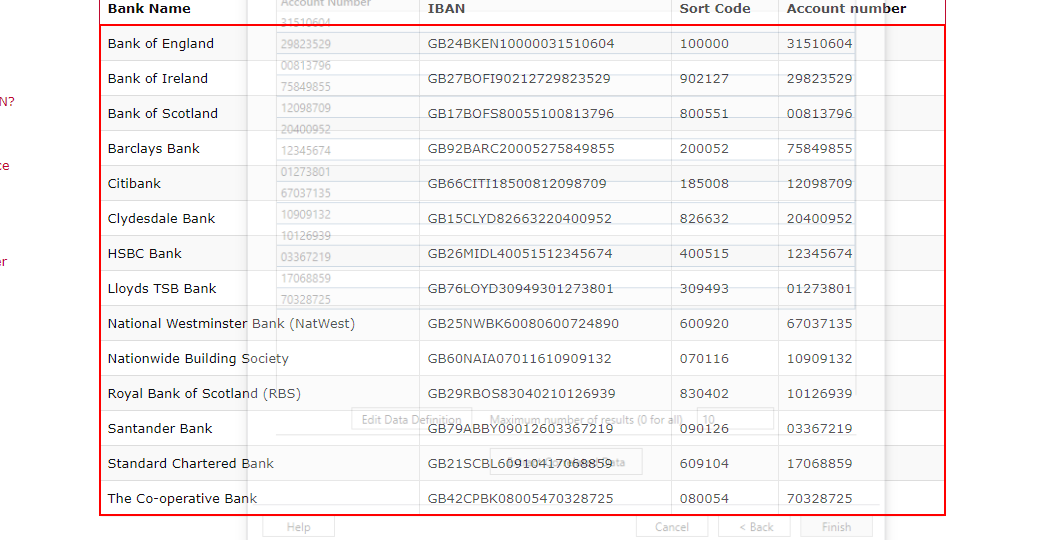 Bank Name IBAN Sort Code Account number
Bank of England GB24BKEN10000031510604 100000 31510604
Bank of Ireland GB27BOFI90212729823529 902127 29823529
Bank of Scotland GB17BOFS80055100813796 800551 00813796
Barclays Bank GB92BARC20005275849855 200052 75849855
Citibank GB66CITI18500812098709 185008 12098709
Clydesdale Bank GB15CLYD82663220400952 826632 20400952
HSBC Bank GB26MIDL40051512345674 400515 12345674
Lloyds TSB Bank GB76LOYD30949301273801 309493 01273801
National Westminster Bank (NatWest) GB25NWBK60080600724890 600920 67037135
Nationwide Building Society GB60NAIA07011610909132 070116 10909132
Royal Bank of Scotland (RBS) GB29RBOS83040210126939 830402 10126939
Santander Bank GB79ABBY09012603367219 090126 03367219
Standard Chartered Bank GB21SCBL60910417068859 609104 17068859
The Co-operative Bank GB42CPBK08005470328725 080054 70328725
Account Number
31510604
29823529
00813796
75849855
12098709
20400952
12345674
01273801
67037135
10909132
10126939
03367219
17068859
70328725
Edit Data Definition Maximum number of results (0 for all) 10
Data
Help Cancel < Back Finish
N?
ce
er